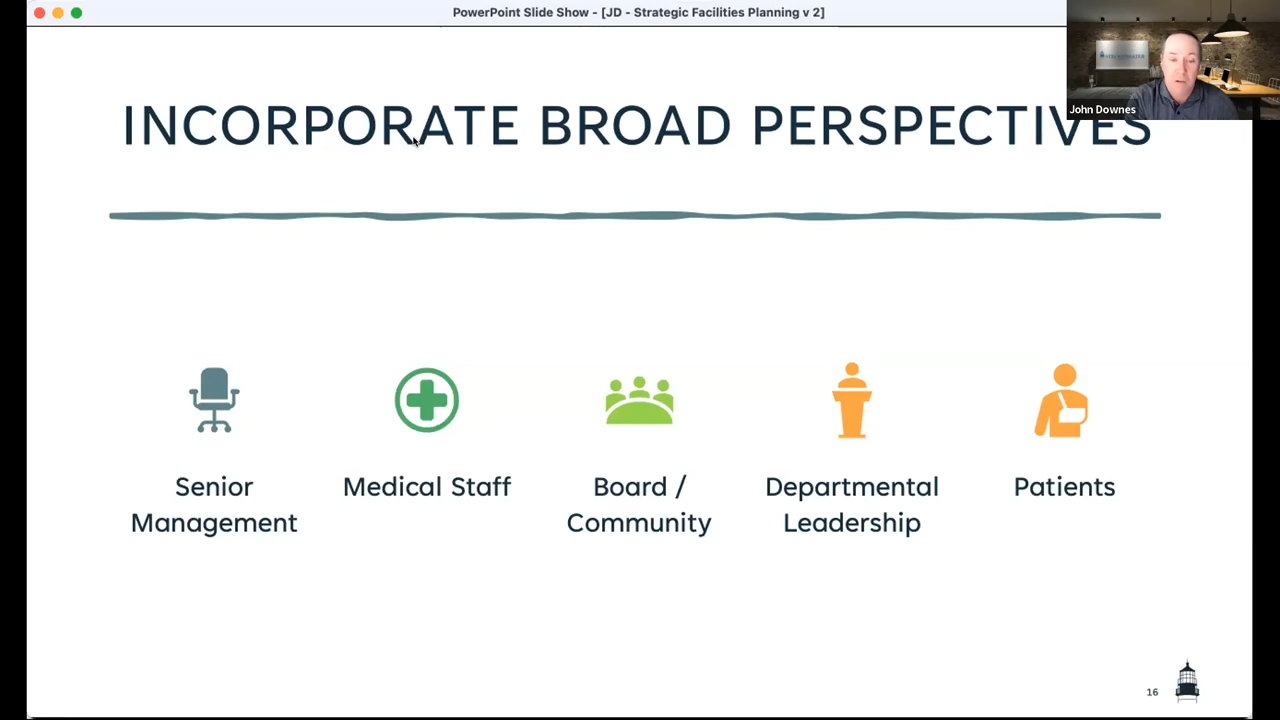 PowerPoint Slide Show - [JD - Strategic Facilities Planning v 2]
John Downes
INCORPORATE BROAD PERSPECTIVES
Senior
Management
Medical Staff
Board /
Community
Departmental
Leadership
Patients
16